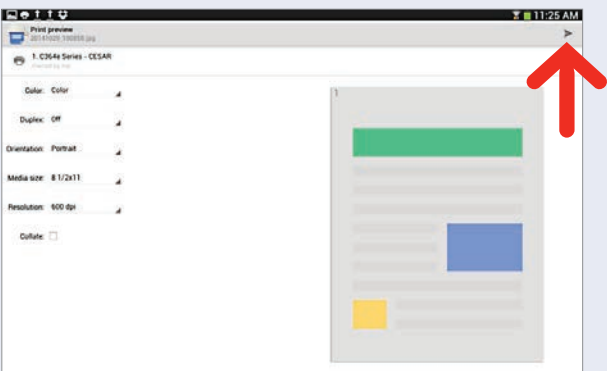 11:25 AM
Print preview
1. C364e Series - CESAR
Color: Color
Duplex: Off
Orientation: Portrait
Media size: 8 1/2x11
Resolution: 600 dpi
Collate:
1